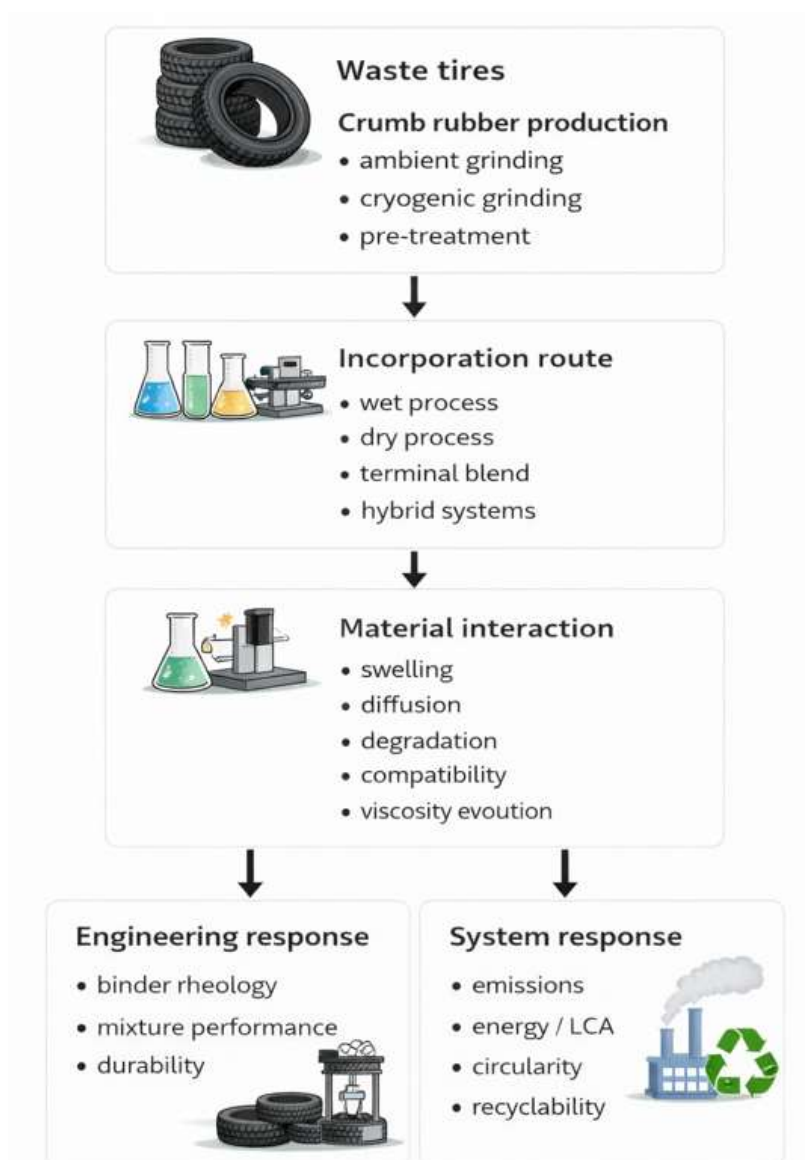 Waste tires
Crumb rubber production
• ambient grinding
• cryogenic grinding
• pre-treatment
Incorporation route
• wet process
• dry process
• terminal blend
• hybrid systems
Material interaction
• swelling
• diffusion
• degradation
• compatibility
• viscosity evoution
Engineering response
• binder rheology
• mixture performance
• durability
System response
• emissions
• energy / LCA
• circularity
• recyclability